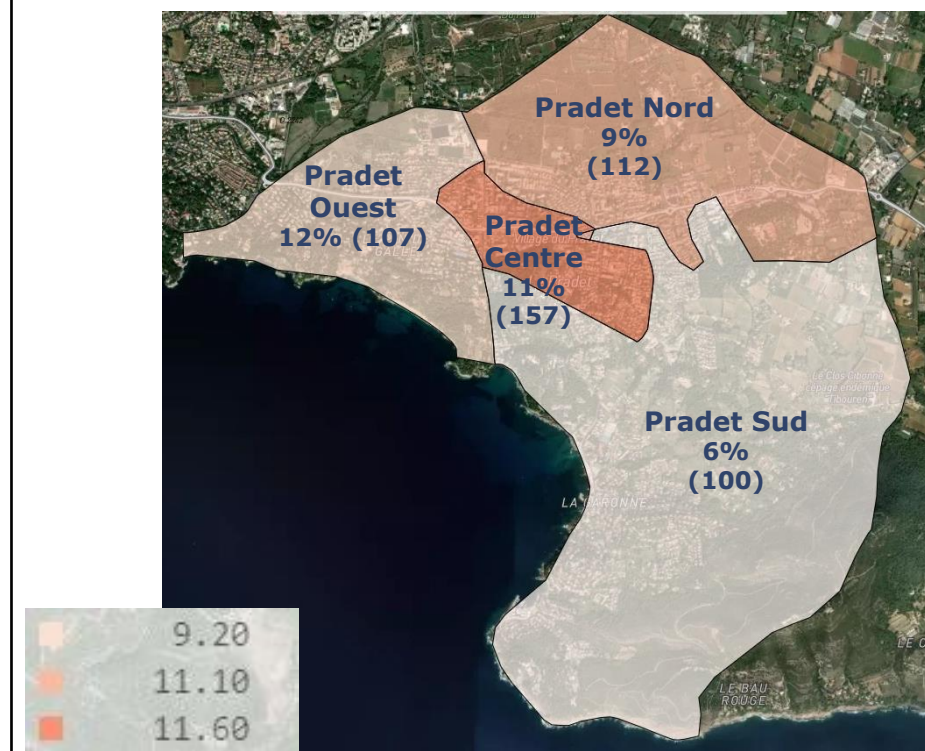 Pradet Nord
9%
(112)
Pradet
Ouest
12% (107)
Pradet
Centre
11%
(157)
Pradet Sud
6%
(100)
LA GARONNE
LE BAU
ROUGE
9.20
11.10
11.60